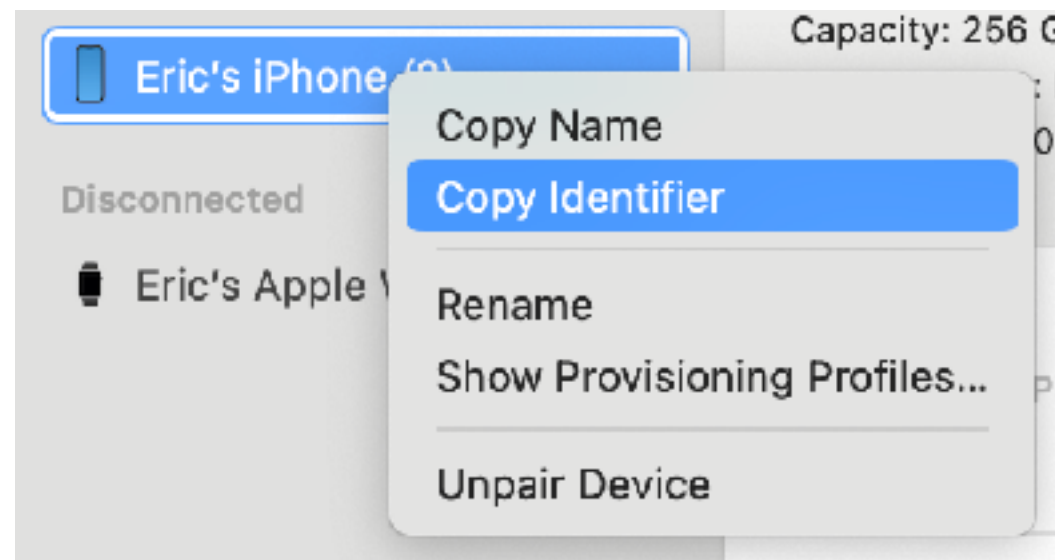 Capacity: 256 G
Eric's iPhone
Copy Name
Copy Identifier
Disconnected
Eric's Apple
Rename
Show Provisioning Profiles...
Unpair Device